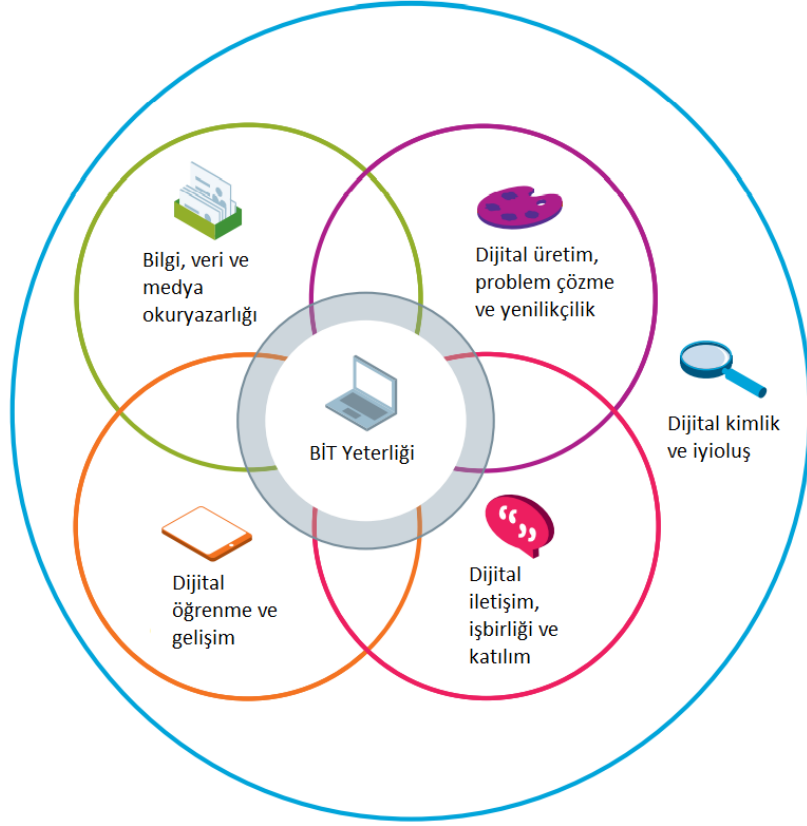 Bilgi, veri ve
medya
okuryazarlığı
Dijital üretim,
problem çözme
ve yenilikçilik
Dijital kimlik
ve iyioluş
BİT Yeterliği
Dijital
öğrenme ve
gelişim
Dijital
iletişim,
işbirliği ve
katılım